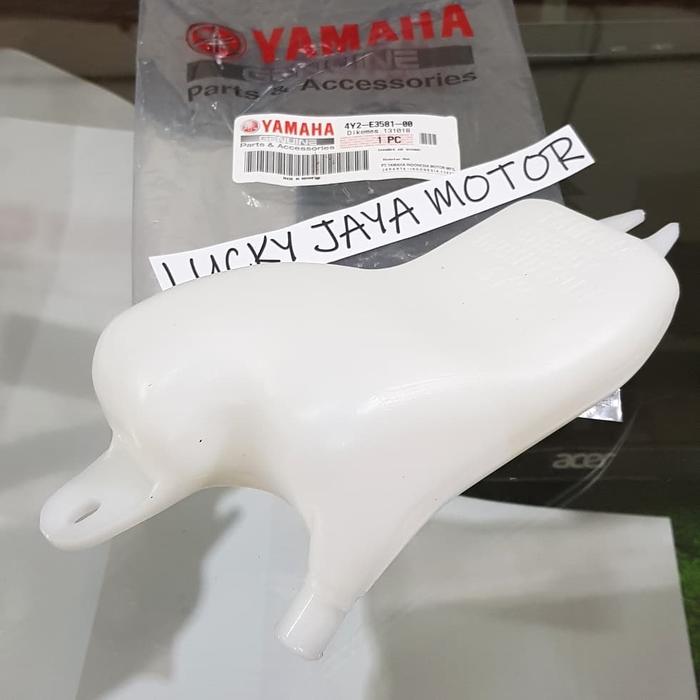 YAMAHA
GENUINE
Parts & Accessories
YAMAHA
GENUINE
Parts & Accessories
4Y2-E3581-00
Dikemas 131018
1 PC
LUCKY JAYA MOTOR
acer